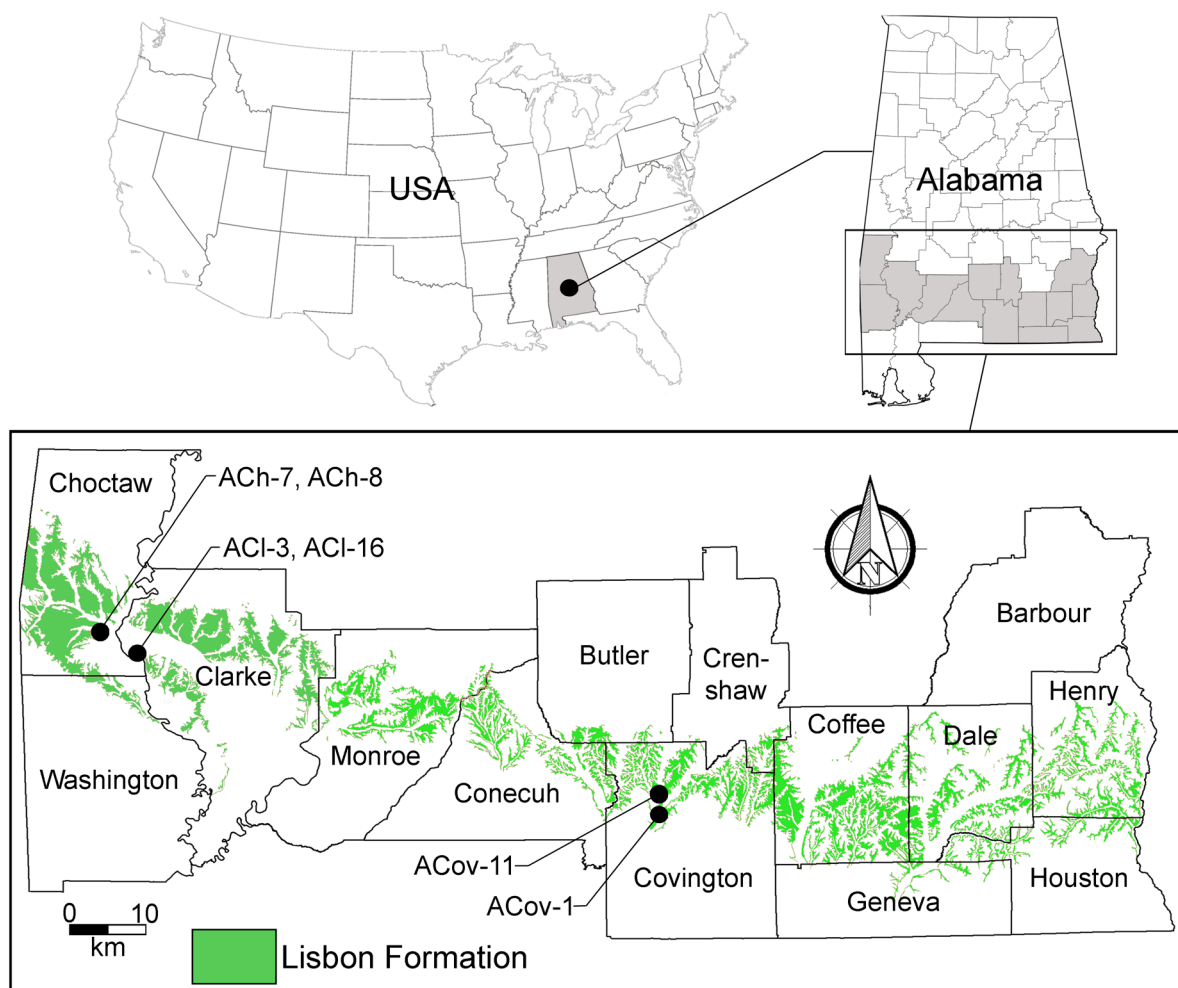 USA
Alabama
Choctaw
ACh-7, ACh-8
ACl-3, ACl-16
N
Barbour
Butler
Cren-
shaw
Clarke
Henry
Coffee
Dale
Monroe
Washington
Conecuh
ACov-11
Covington
Houston
Geneva
ACov-1
0 10
km
Lisbon Formation